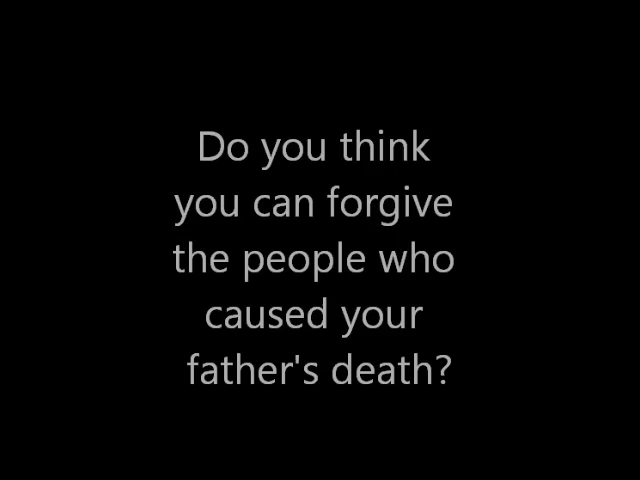 Do you think
you can forgive
the people who
caused your
father's death?